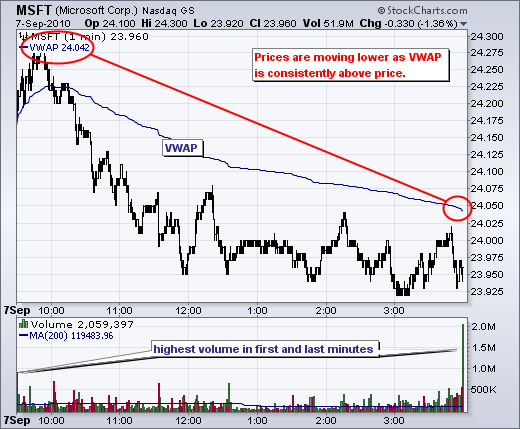 MSFT (Microsoft Corp.) Nasdaq GS
© StockCharts.com
7-Sep-2010 Op 24.100 Hi 24.300 Lo 23.920 Cl 23.960 Vol 51.9M Chg -0.330 (-1.36%)
MSFT (1 min) 23.960
VWAP 24.042
Prices are moving lower as VWAP
is consistently above price.
VWAP
24.300
24.275
24.250
24.225
24.200
24.175
24.150
24.125
24.100
24.075
24.050
24.025
24.000
23.975
23.950
23.925
7Sep 10:00 11:00 12:00 1:00 2:00 3:00
Volume 2,059,397
MA(200) 119483.96
highest volume in first and last minutes
2.0M
1.5M
1.0M
500K
7Sep 10:00 11:00 12:00 1:00 2:00 3:00